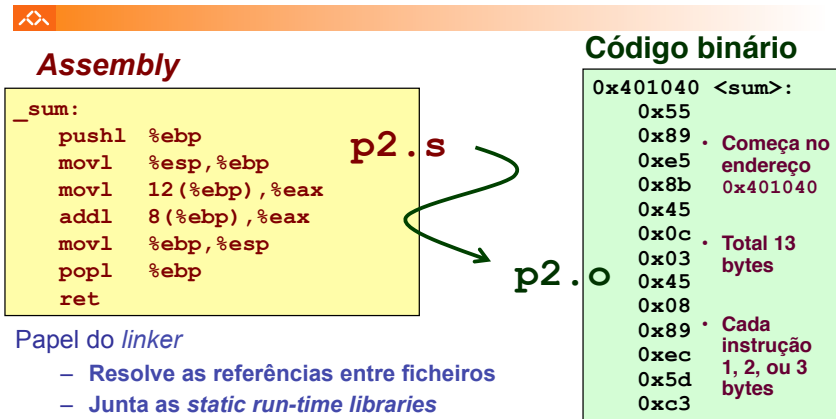 Assembly
_sum:
pushl %ebp
movl %esp,%ebp
movl 12(%ebp),%eax
addl 8(%ebp),%eax
movl %ebp,%esp
popl %ebp
ret
p2.s
p2.o
Código binário
0x401040 <sum>:
0x55
0x89
0xe5
0x8b
0x45
0x0c
0x03
0x45
0x08
0x89
0xec
0x5d
0xc3
• Começa no
endereço
0x401040
• Total 13
bytes
• Cada
instrução
1, 2, ou 3
bytes
Papel do linker
– Resolve as referências entre ficheiros
– Junta as static run-time libraries